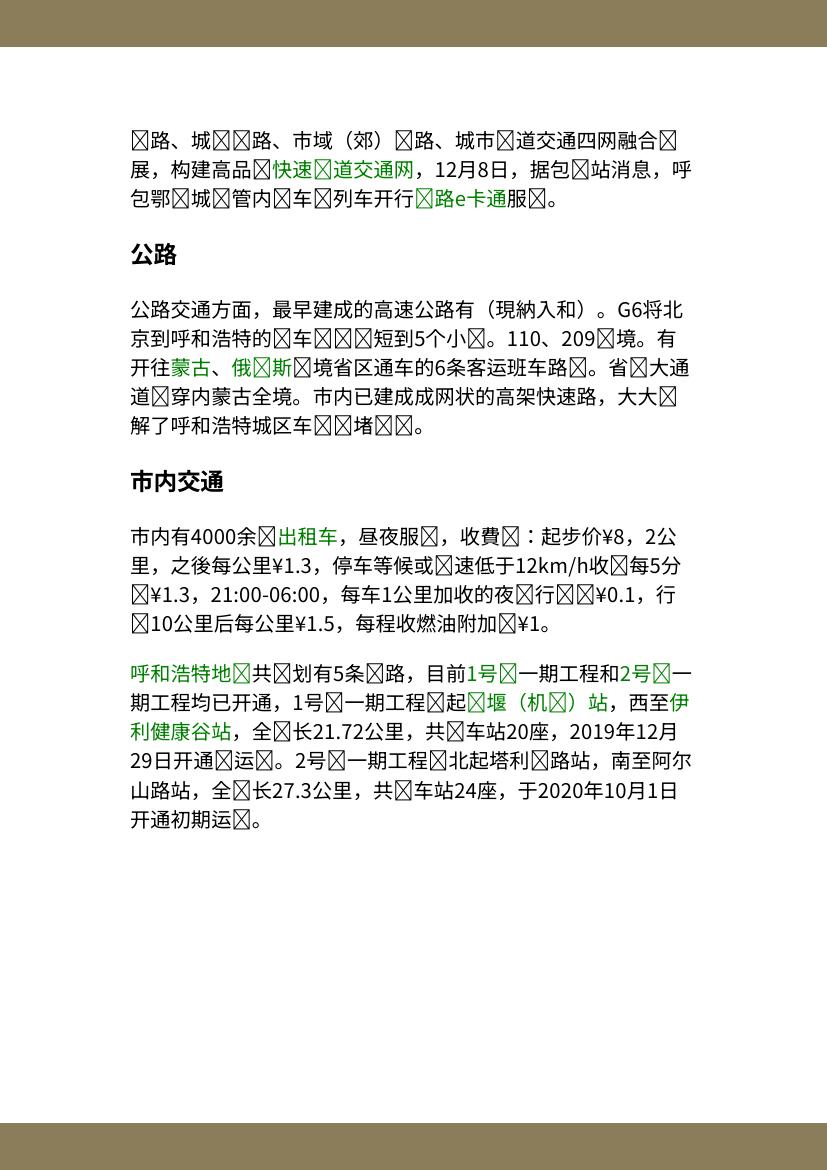 路、城路、市域（郊）路、城市道交通四网融合
展，构建高品快速道交通网，12月8日，据包站消息，呼
包鄂城管内车列车开行路e卡通服。
公路
公路交通方面，最早建成的高速公路有（現納入和）。G6将北
京到呼和浩特的车短到5个小。110、209境。有
开往蒙古、俄斯境省区通车的6条客运班车路。省大通
道穿内蒙古全境。市内已建成成网状的高架快速路，大大
解了呼和浩特城区车堵。
市内交通
市内有4000余出租车，昼夜服，收費：起步价¥8，2公
里，之後每公里¥1.3，停车等候或速低于12km/h收每5分
¥1.3，21:00-06:00，每车1公里加收的夜行¥0.1，行
10公里后每公里¥1.5，每程收燃油附加¥1。
呼和浩特地共划有5条路，目前1号一期工程和2号一
期工程均已开通，1号一期工程起堰（机）站，西至伊
利健康谷站，全长21.72公里，共车站20座，2019年12月
29日开通运。2号一期工程北起塔利路站，南至阿尔
山路站，全长27.3公里，共车站24座，于2020年10月1日
开通初期运。